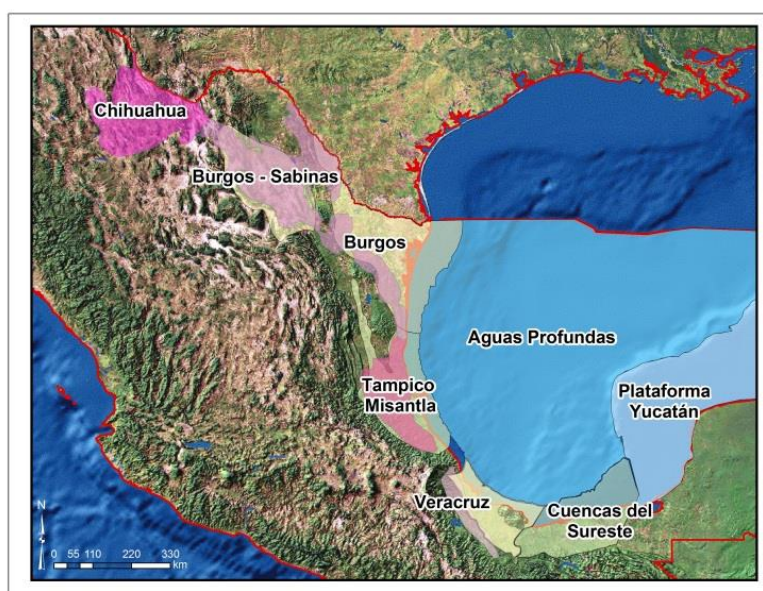 Chihuahua
Burgos - Sabinas
Burgos
Aguas Profundas
Plataforma
Yucatán
Tampico
Misantla
Veracruz
Cuencas del
Sureste
N
0 55 110 220 330
km